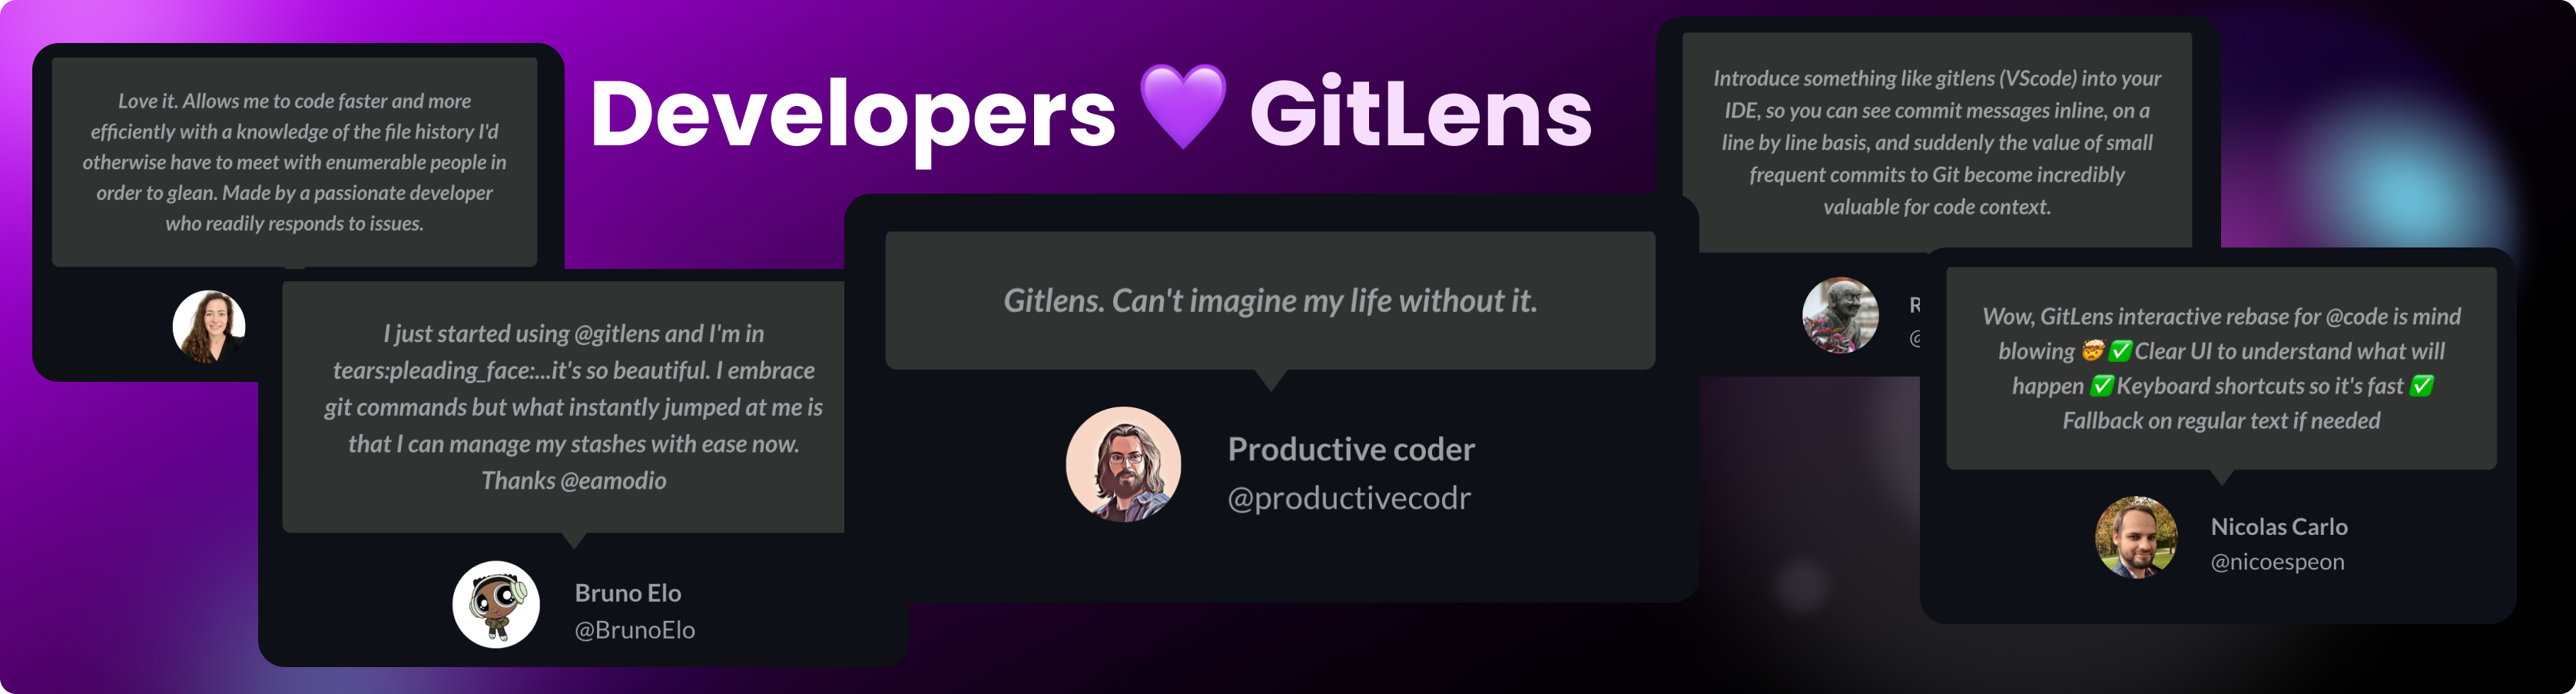 Developers 💜 GitLens
Love it. Allows me to code faster and more
efficiently with a knowledge of the file history I'd
otherwise have to meet with enumerable people in
order to glean. Made by a passionate developer
who readily responds to issues.
I just started using @gitlens and I'm in
tears:pleading_face:...it's so beautiful. I embrace
git commands but what instantly jumped at me is
that I can manage my stashes with ease now.
Thanks @eamodio
Bruno Elo
@BrunoElo
Gitlens. Can't imagine my life without it.
Productive coder
@productivecodr
Introduce something like gitlens (VScode) into your
IDE, so you can see commit messages inline, on a
line by line basis, and suddenly the value of small
frequent commits to Git become incredibly
valuable for code context.
R
@
Wow, GitLens interactive rebase for @code is mind
blowing 🤯 ✅ Clear UI to understand what will
happen ✅ Keyboard shortcuts so it's fast ✅
Fallback on regular text if needed
Nicolas Carlo
@nicoespeon